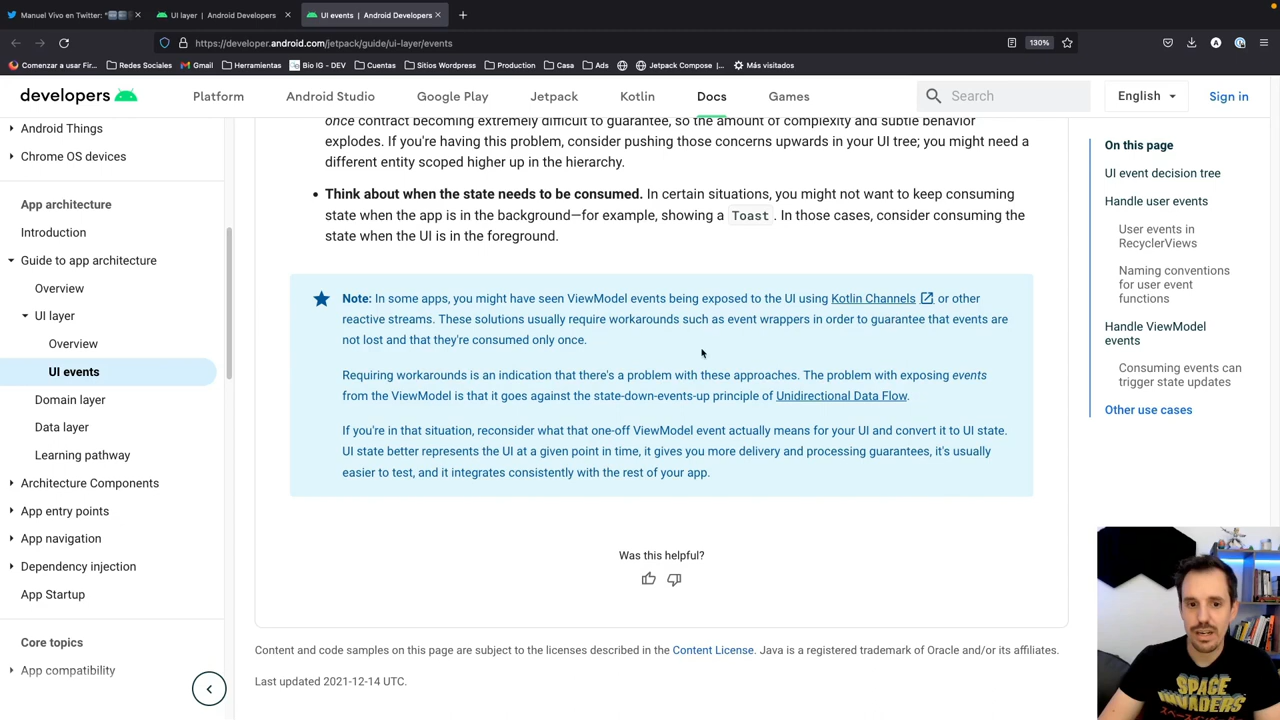 Manuel Vivo en Twitter: "
UI layer | Android Developers
UI events | Android Developers
https://developer.android.com/jetpack/guide/ui-layer/events
130%
Comenzar a usar Fir...
Redes Sociales
Gmail
Herramientas
Bio IG - DEV
Cuentas
Sitios Wordpress
Production
Casa
Ads
Jetpack Compose |...
Más visitados
developers
Platform
Android Studio
Google Play
Jetpack
Kotlin
Docs
Games
Search
English
Sign in
Android Things
Chrome OS devices
App architecture
Introduction
Guide to app architecture
Overview
UI layer
Overview
UI events
Domain layer
Data layer
Learning pathway
Architecture Components
App entry points
App navigation
Dependency injection
App Startup
Core topics
App compatibility
once contract becoming extremely difficult to guarantee, so the amount of complexity and subtle behavior
explodes. If you're having this problem, consider pushing those concerns upwards in your UI tree; you might need a
different entity scoped higher up in the hierarchy.
• Think about when the state needs to be consumed. In certain situations, you might not want to keep consuming
state when the app is in the background—for example, showing a Toast. In those cases, consider consuming the
state when the UI is in the foreground.
Note: In some apps, you might have seen ViewModel events being exposed to the UI using Kotlin Channels or other
reactive streams. These solutions usually require workarounds such as event wrappers in order to guarantee that events are
not lost and that they're consumed only once.
Requiring workarounds is an indication that there's a problem with these approaches. The problem with exposing events
from the ViewModel is that it goes against the state-down-events-up principle of Unidirectional Data Flow.
If you're in that situation, reconsider what that one-off ViewModel event actually means for your UI and convert it to UI state.
UI state better represents the UI at a given point in time, it gives you more delivery and processing guarantees, it's usually
easier to test, and it integrates consistently with the rest of your app.
Was this helpful?
Content and code samples on this page are subject to the licenses described in the Content License. Java is a registered trademark of Oracle and/or its affiliates.
Last updated 2021-12-14 UTC.
On this page
UI event decision tree
Handle user events
User events in
RecyclerViews
Naming conventions
for user event
functions
Handle ViewModel
events
Consuming events can
trigger state updates
Other use cases
SPACE
INVADERS